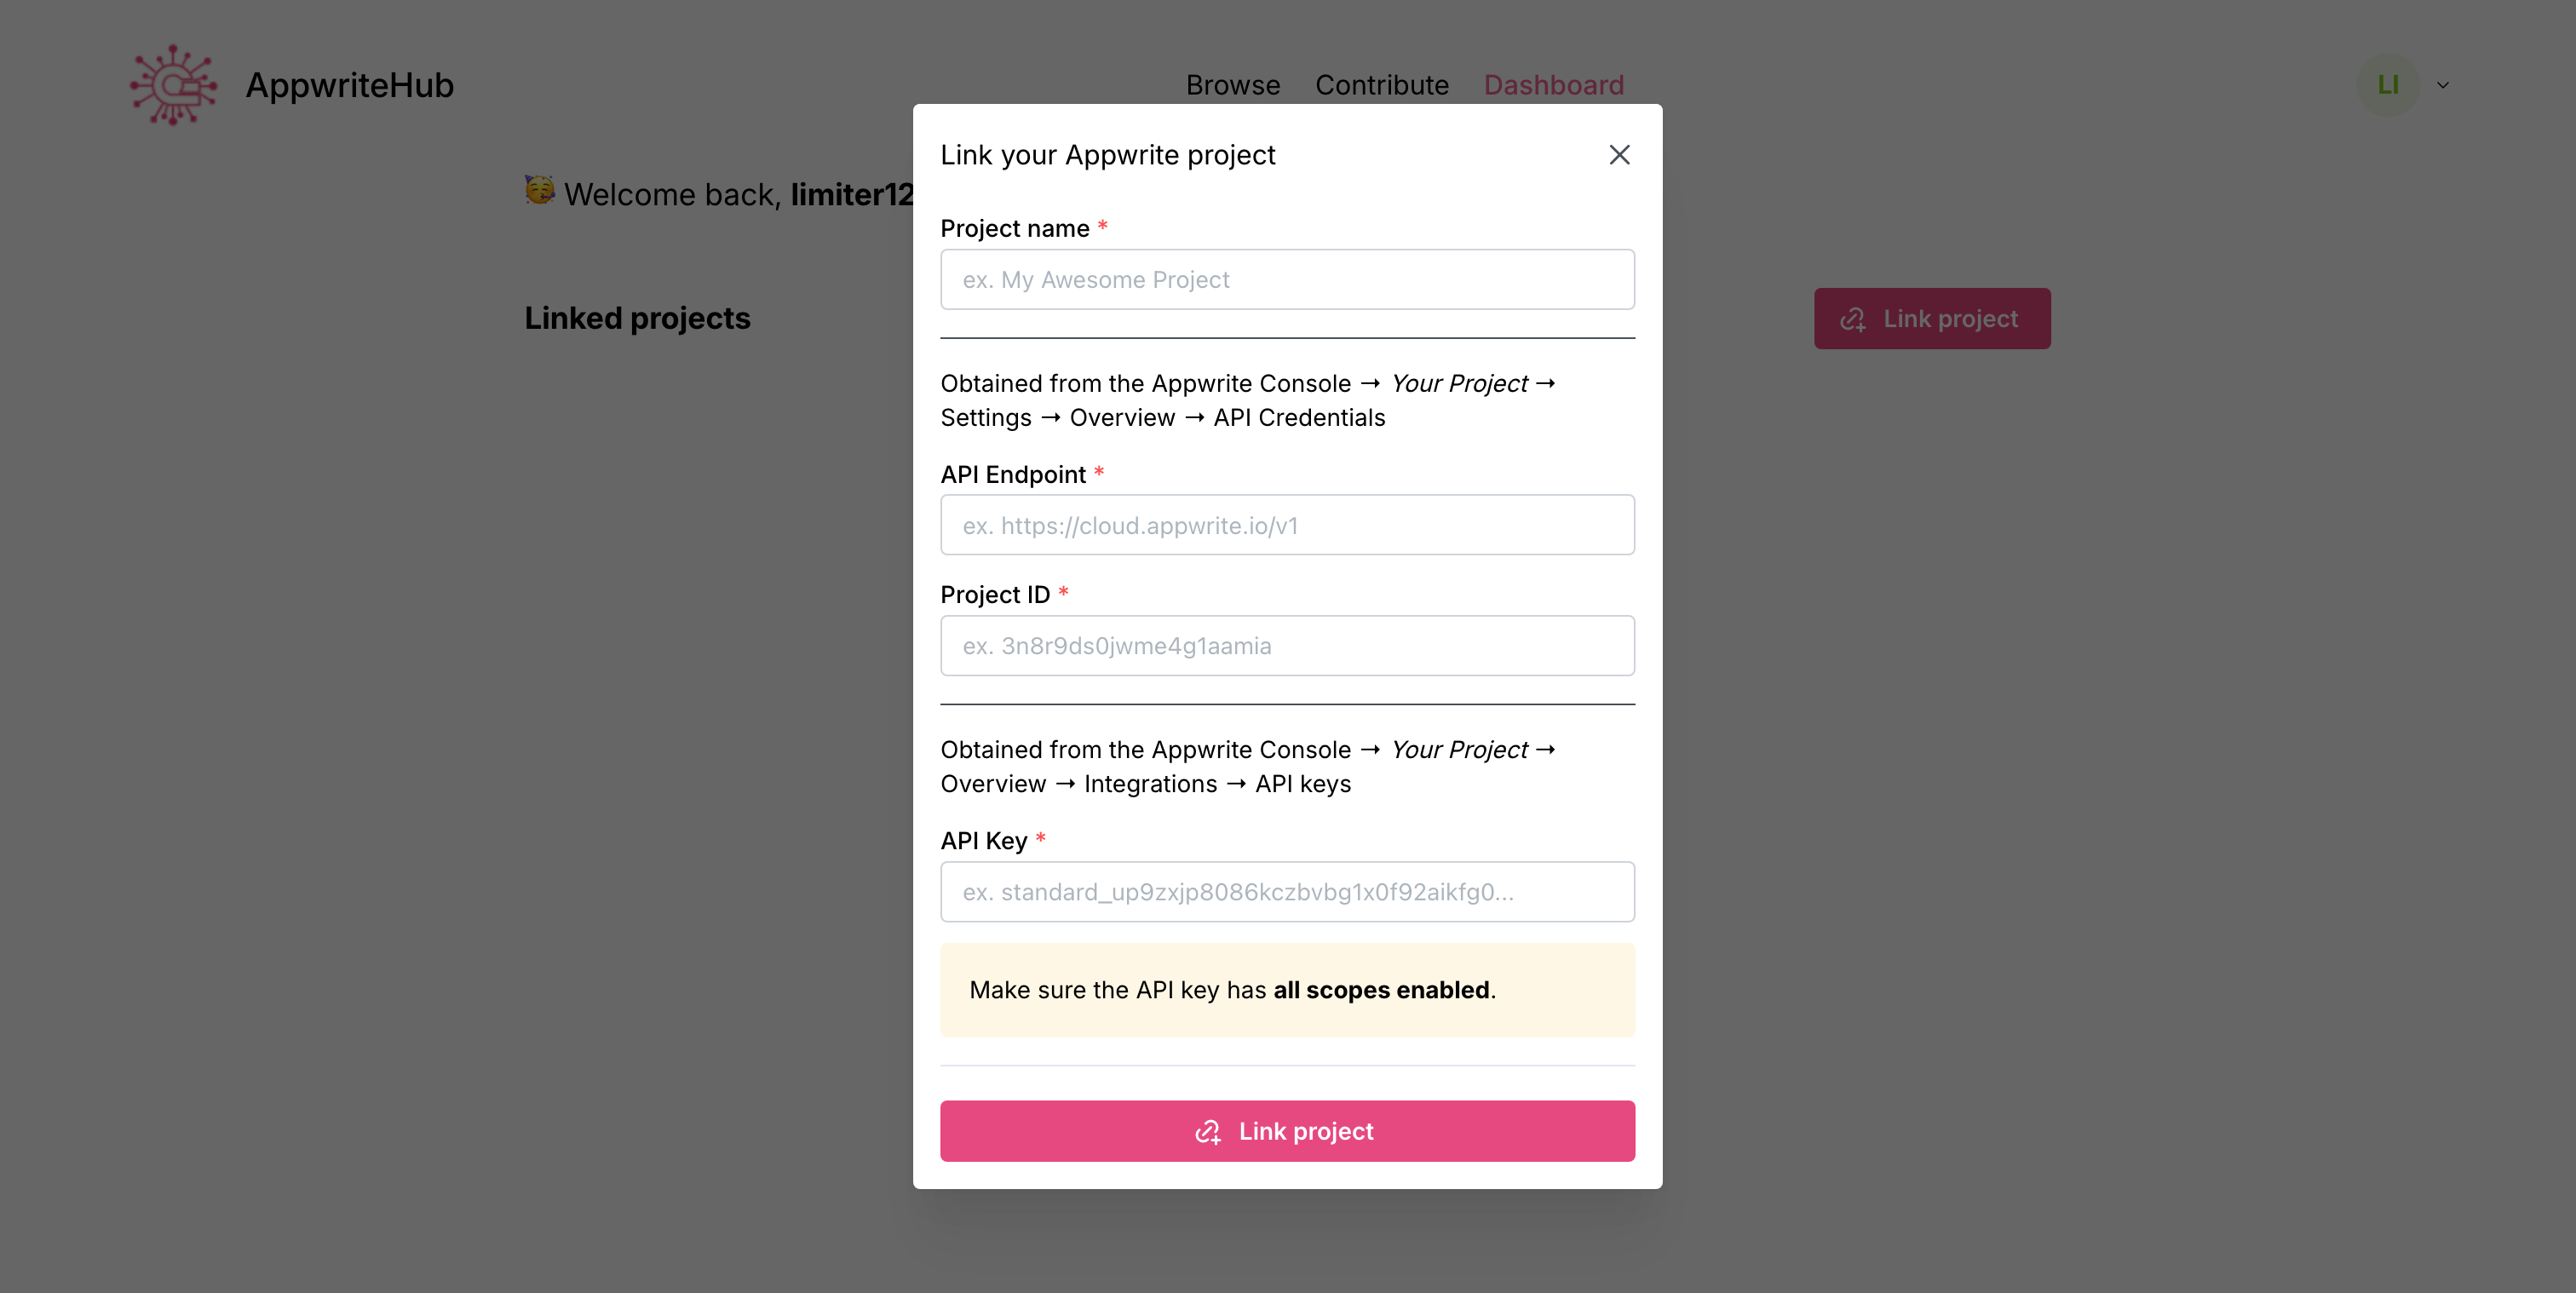 AppwriteHub
Browse
Contribute
Dashboard
LI
Welcome back, limiter12
Linked projects
Link project
Link your Appwrite project
Project name *
ex. My Awesome Project
Obtained from the Appwrite Console → Your Project →
Settings → Overview → API Credentials
API Endpoint *
ex. https://cloud.appwrite.io/v1
Project ID *
ex. 3n8r9ds0jwme4g1aamia
Obtained from the Appwrite Console → Your Project →
Overview → Integrations → API keys
API Key *
ex. standard_up9zxjp8086kczbvbg1x0f92aikfg0...
Make sure the API key has all scopes enabled.
Link project